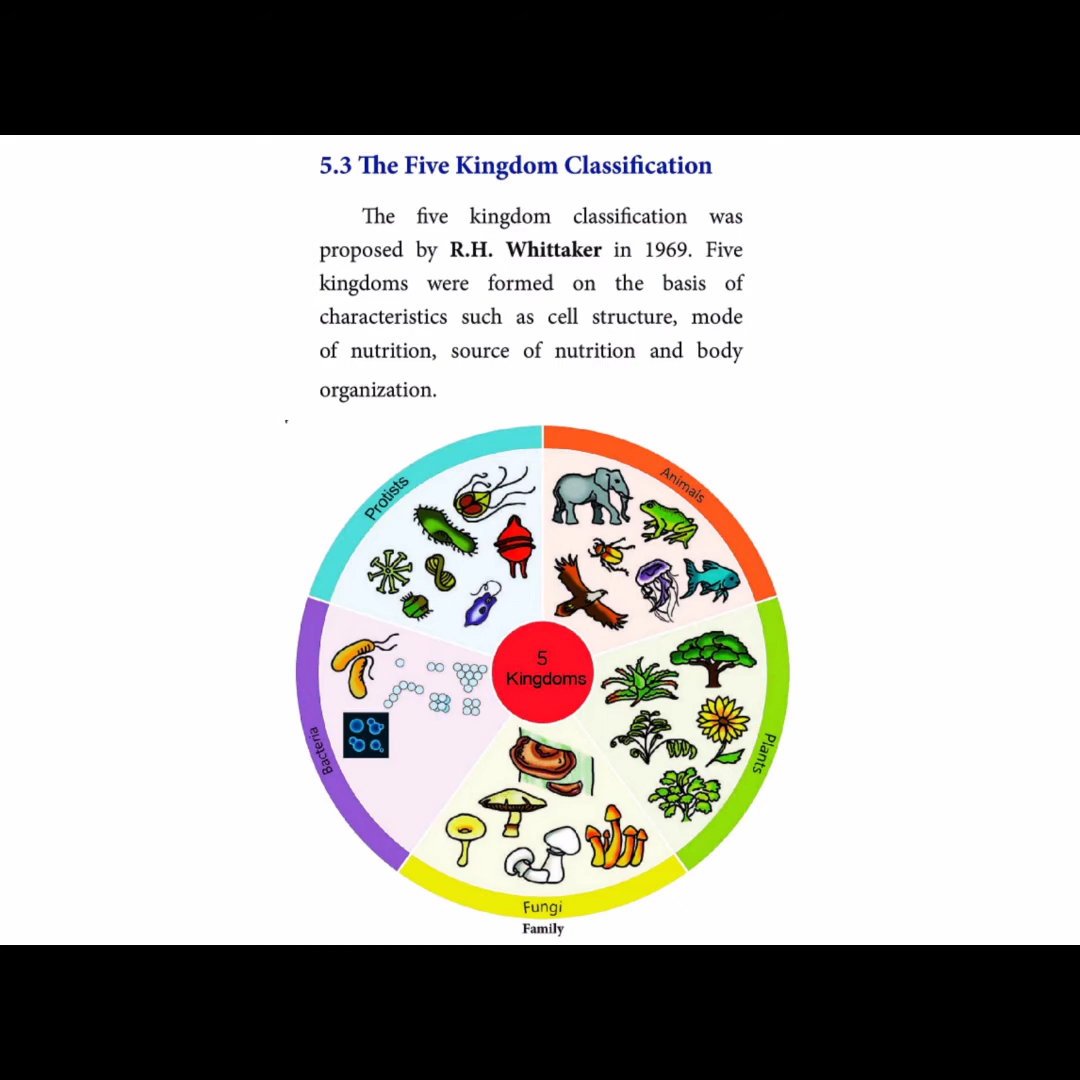 5.3 The Five Kingdom Classification
The five kingdom classification was
proposed by R.H. Whittaker in 1969. Five
kingdoms were formed on the basis of
characteristics such as cell structure, mode
of nutrition, source of nutrition and body
organization.
Protists
Animals
5
Kingdoms
Bacteria
Plants
Fungi
Family